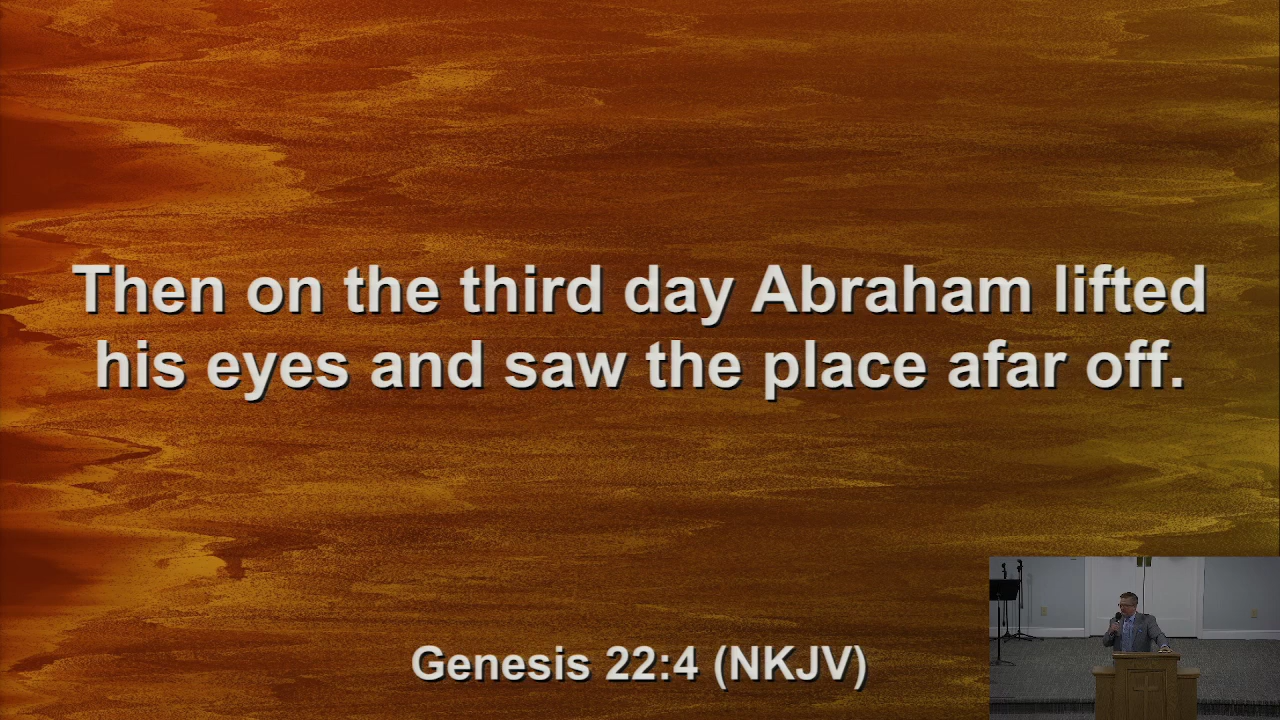 Then on the third day Abraham lifted
his eyes and saw the place afar off.
Genesis 22:4 (NKJV)